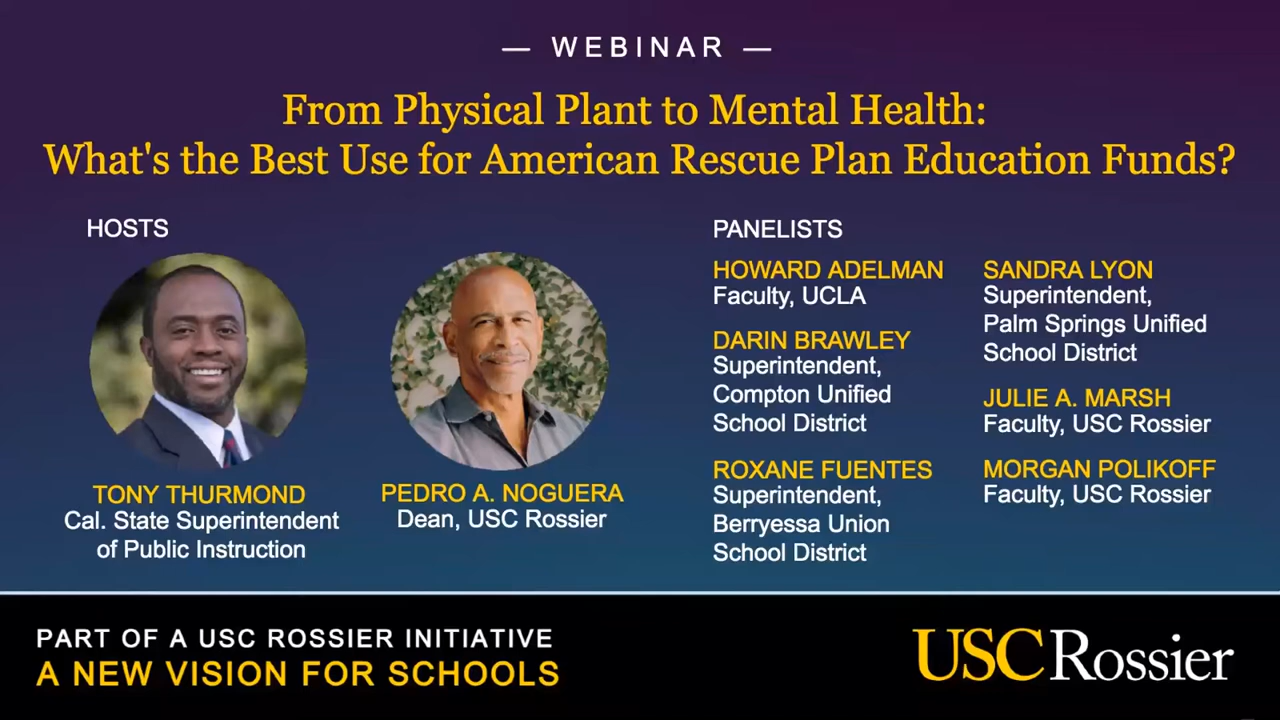 — WEBINAR —
From Physical Plant to Mental Health:
What's the Best Use for American Rescue Plan Education Funds?
HOSTS
TONY THURMOND
Cal. State Superintendent
of Public Instruction
PEDRO A. NOGUERA
Dean, USC Rossier
PANELISTS
HOWARD ADELMAN
Faculty, UCLA
DARIN BRAWLEY
Superintendent,
Compton Unified
School District
ROXANE FUENTES
Superintendent,
Berryessa Union
School District
SANDRA LYON
Superintendent,
Palm Springs Unified
School District
JULIE A. MARSH
Faculty, USC Rossier
MORGAN POLIKOFF
Faculty, USC Rossier
PART OF A USC ROSSIER INITIATIVE
A NEW VISION FOR SCHOOLS
USC Rossier